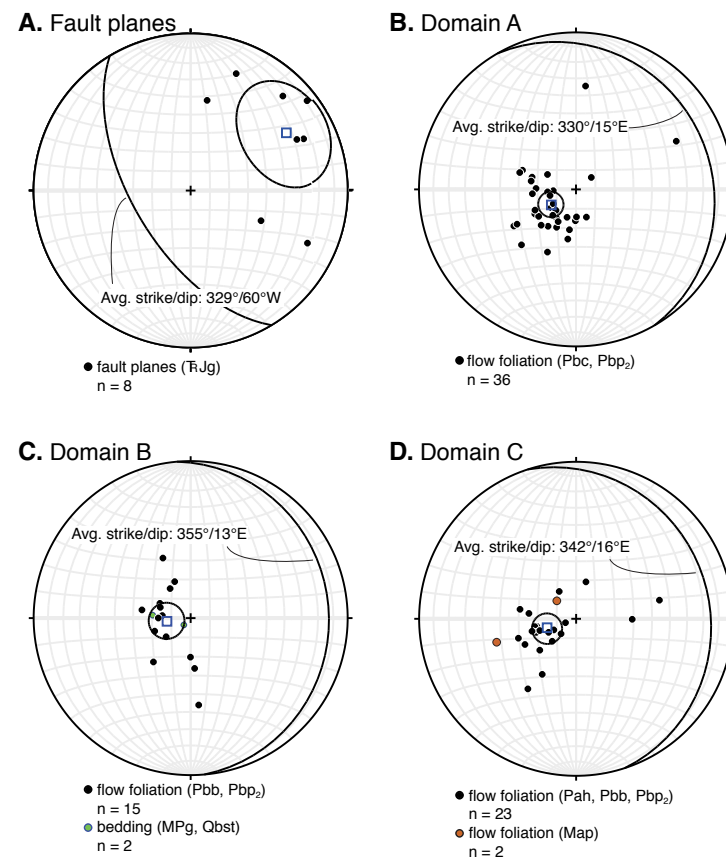 A. Fault planes
Avg. strike/dip: 329°/60°W
fault planes (TRJg)
n = 8
B. Domain A
Avg. strike/dip: 330°/15°E
flow foliation (Pbc, Pbp₂)
n = 36
C. Domain B
Avg. strike/dip: 355°/13°E
flow foliation (Pbb, Pbp₂)
n = 15
bedding (MPg, Qbst)
n = 2
D. Domain C
Avg. strike/dip: 342°/16°E
flow foliation (Pah, Pbb, Pbp₂)
n = 23
flow foliation (Map)
n = 2